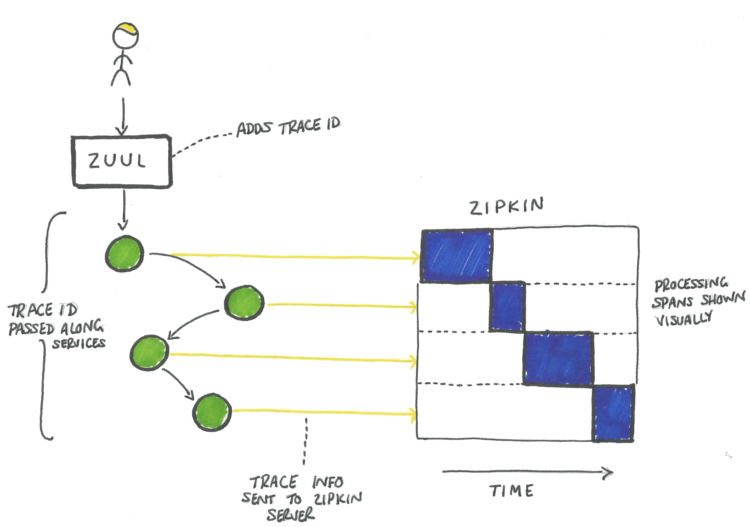 ADDS TRACE ID
ZUUL
ZIPKIN
TRACE ID
PASSED ALONG
SERVICES
PROCESSING
SPANS SHOWN
VISUALLY
TRACE INFO
SENT TO ZIPKIN
SERVER
TIME